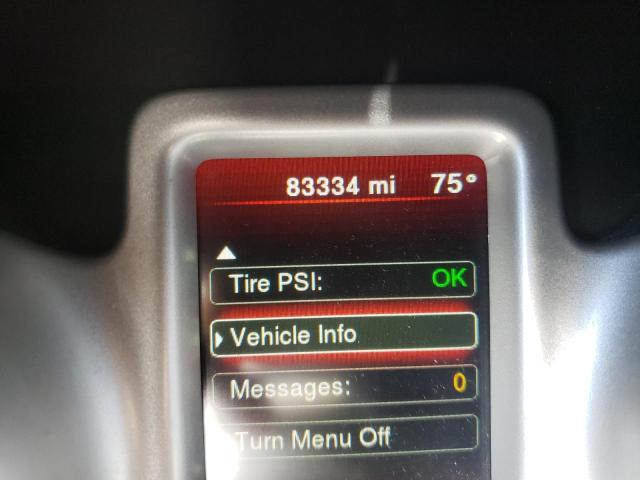 83334 mi 75°
Tire PSI: OK
Vehicle Info
Messages: 0
Turn Menu Off